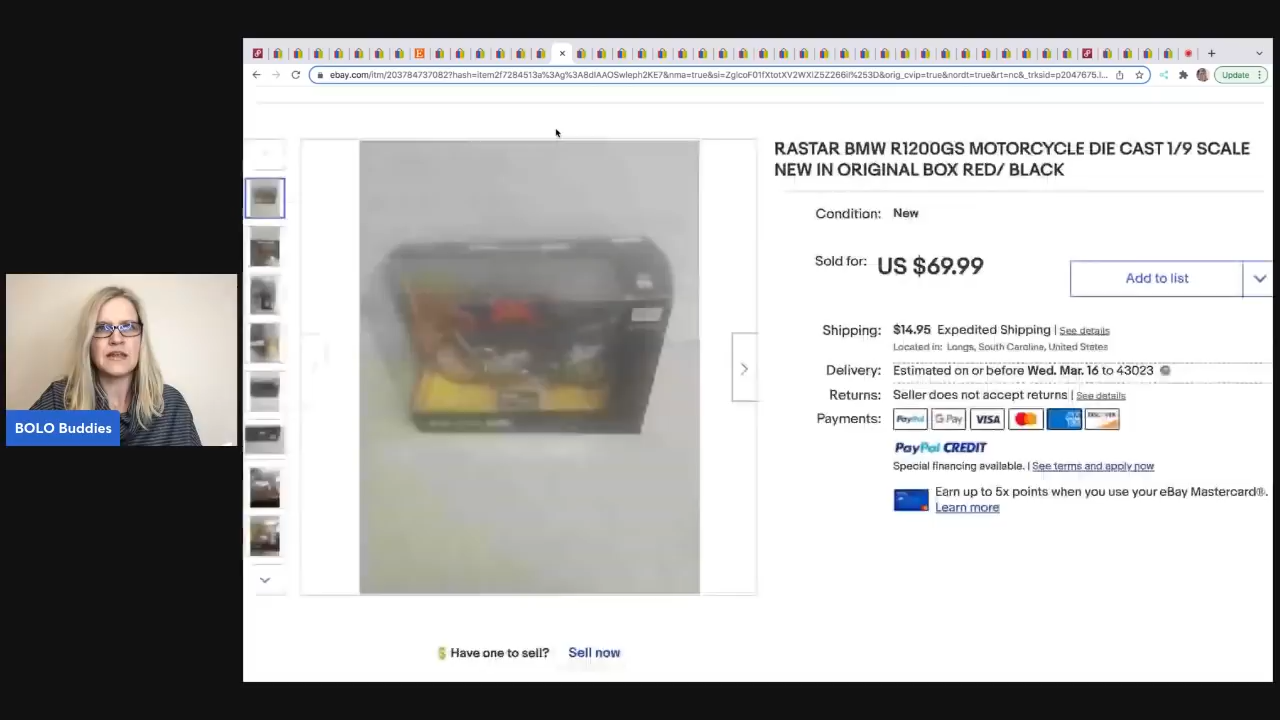 ebay.com/itm/203784737082?hash=item2f7284513a%3Ag%3A8dIAAOSwleph2KE7&nma=true&si=ZglcoF01fXtotXV2WXIZ5Z266iI%253D&orig_cvip=true&nordt=true&rt=nc&_trksid=p2047675.l...
Update
RASTAR BMW R1200GS MOTORCYCLE DIE CAST 1/9 SCALE
NEW IN ORIGINAL BOX RED/ BLACK
Condition: New
Sold for: US $69.99
Add to list
Shipping: $14.95 Expedited Shipping | See details
Located in: Longs, South Carolina, United States
Delivery: Estimated on or before Wed. Mar. 16 to 43023
Returns: Seller does not accept returns | See details
Payments: PayPal G Pay VISA DISCOVER
PayPal CREDIT
Special financing available. | See terms and apply now
Earn up to 5x points when you use your eBay Mastercard®.
Learn more
Have one to sell? Sell now
BOLO Buddies